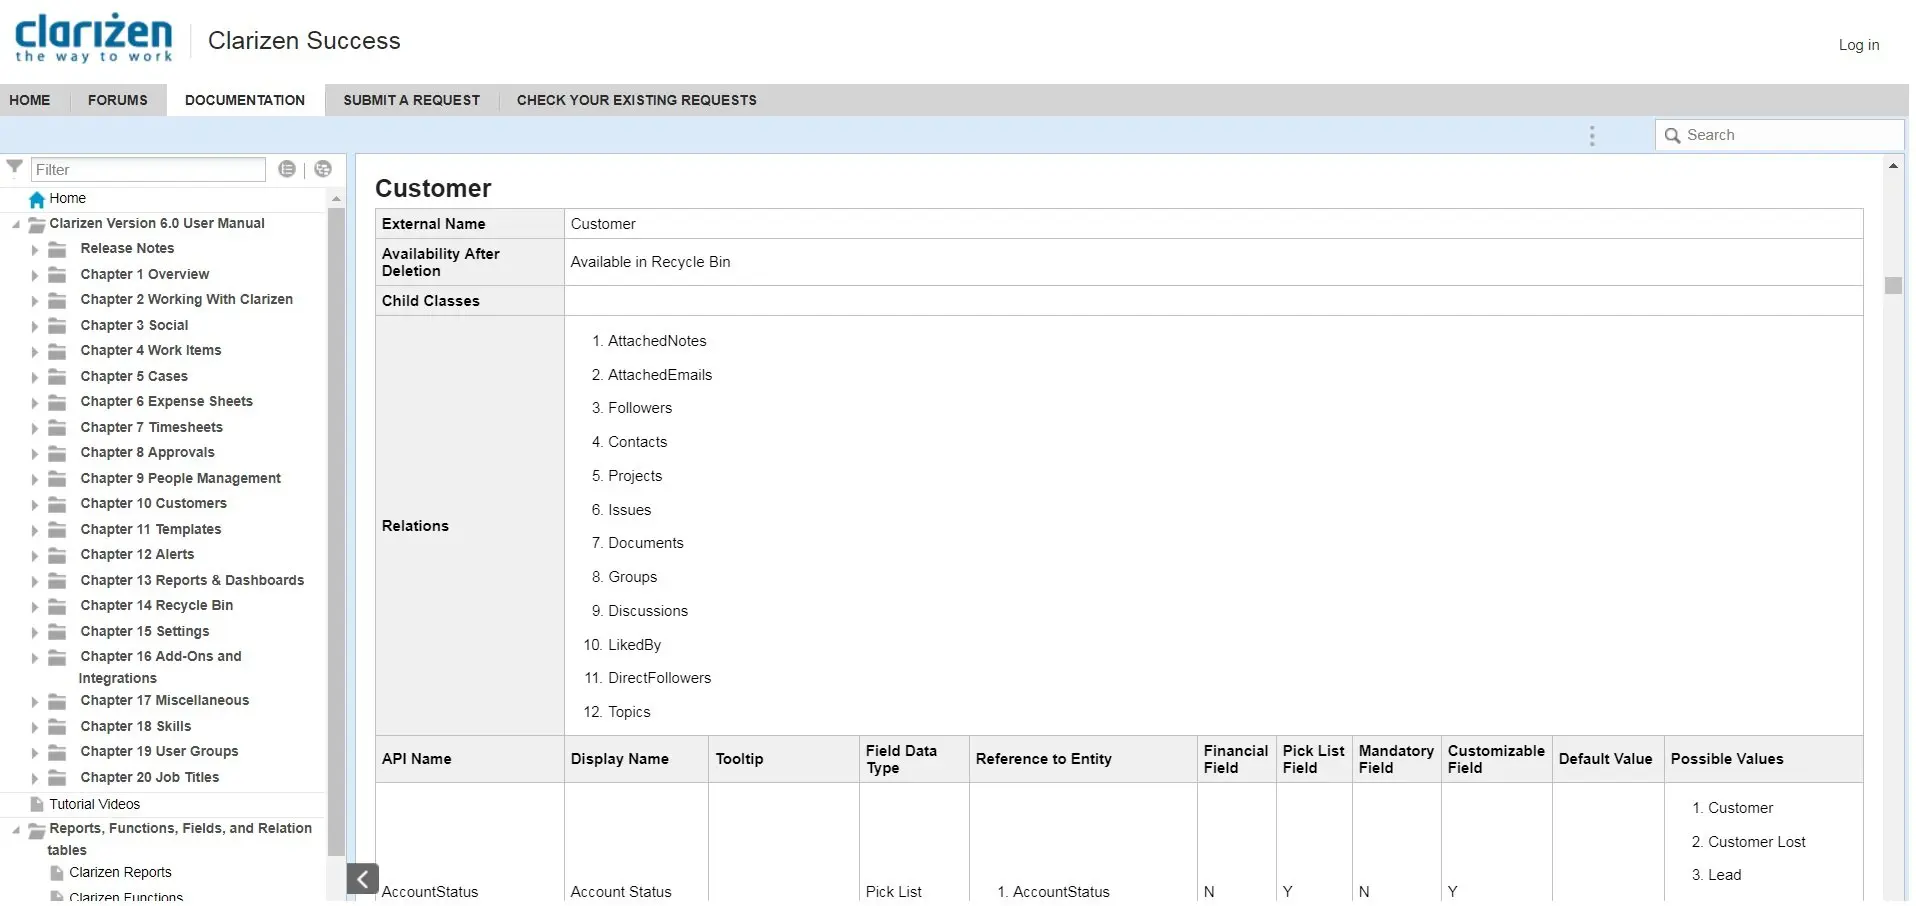 clarizen
the way to work
Clarizen Success
Log in
HOME
FORUMS
DOCUMENTATION
SUBMIT A REQUEST
CHECK YOUR EXISTING REQUESTS
Search
Filter
Home
Clarizen Version 6.0 User Manual
Release Notes
Chapter 1 Overview
Chapter 2 Working With Clarizen
Chapter 3 Social
Chapter 4 Work Items
Chapter 5 Cases
Chapter 6 Expense Sheets
Chapter 7 Timesheets
Chapter 8 Approvals
Chapter 9 People Management
Chapter 10 Customers
Chapter 11 Templates
Chapter 12 Alerts
Chapter 13 Reports & Dashboards
Chapter 14 Recycle Bin
Chapter 15 Settings
Chapter 16 Add-Ons and
Integrations
Chapter 17 Miscellaneous
Chapter 18 Skills
Chapter 19 User Groups
Chapter 20 Job Titles
Tutorial Videos
Reports, Functions, Fields, and Relation
tables
Clarizen Reports
Clarizen Functions
Customer
External Name
Customer
Availability After
Deletion
Available in Recycle Bin
Child Classes
Relations
1. AttachedNotes
2. AttachedEmails
3. Followers
4. Contacts
5. Projects
6. Issues
7. Documents
8. Groups
9. Discussions
10. LikedBy
11. DirectFollowers
12. Topics
API Name
Display Name
Tooltip
Field Data
Type
Reference to Entity
Financial
Field
Pick List
Field
Mandatory
Field
Customizable
Field
Default Value
Possible Values
AccountStatus
Account Status
Pick List
1. AccountStatus
N
Y
N
Y
1. Customer
2. Customer Lost
3. Lead